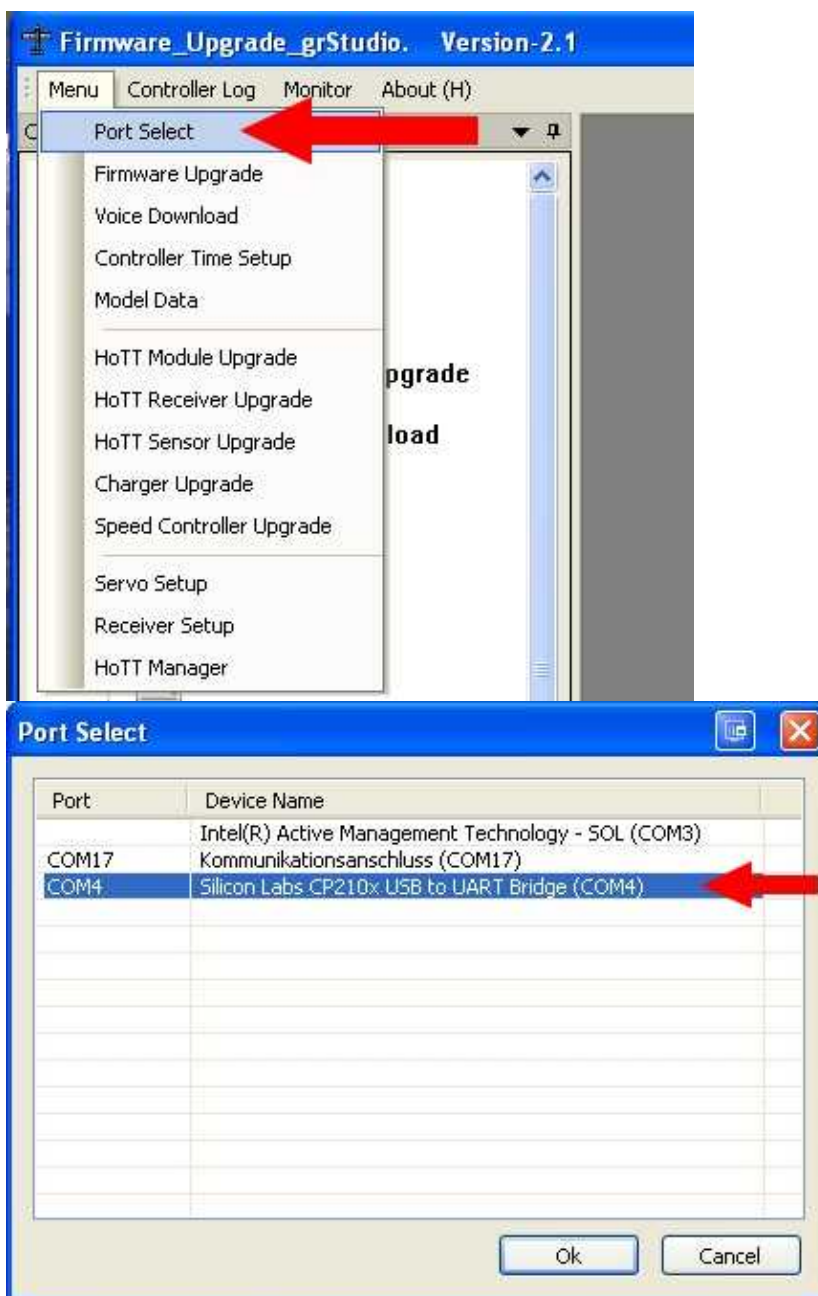 Firmware_Upgrade_grStudio. Version-2.1
Menu Controller Log Monitor About (H)
C
Port Select
Firmware Upgrade
Voice Download
Controller Time Setup
Model Data
HoTT Module Upgrade
pgrade
HoTT Receiver Upgrade
HoTT Sensor Upgrade
load
Charger Upgrade
Speed Controller Upgrade
Servo Setup
Receiver Setup
HoTT Manager
Port Select
Port Device Name
Intel(R) Active Management Technology - SOL (COM3)
COM17 Kommunikationsanschluss (COM17)
COM4 Silicon Labs CP210x USB to UART Bridge (COM4)
Ok Cancel